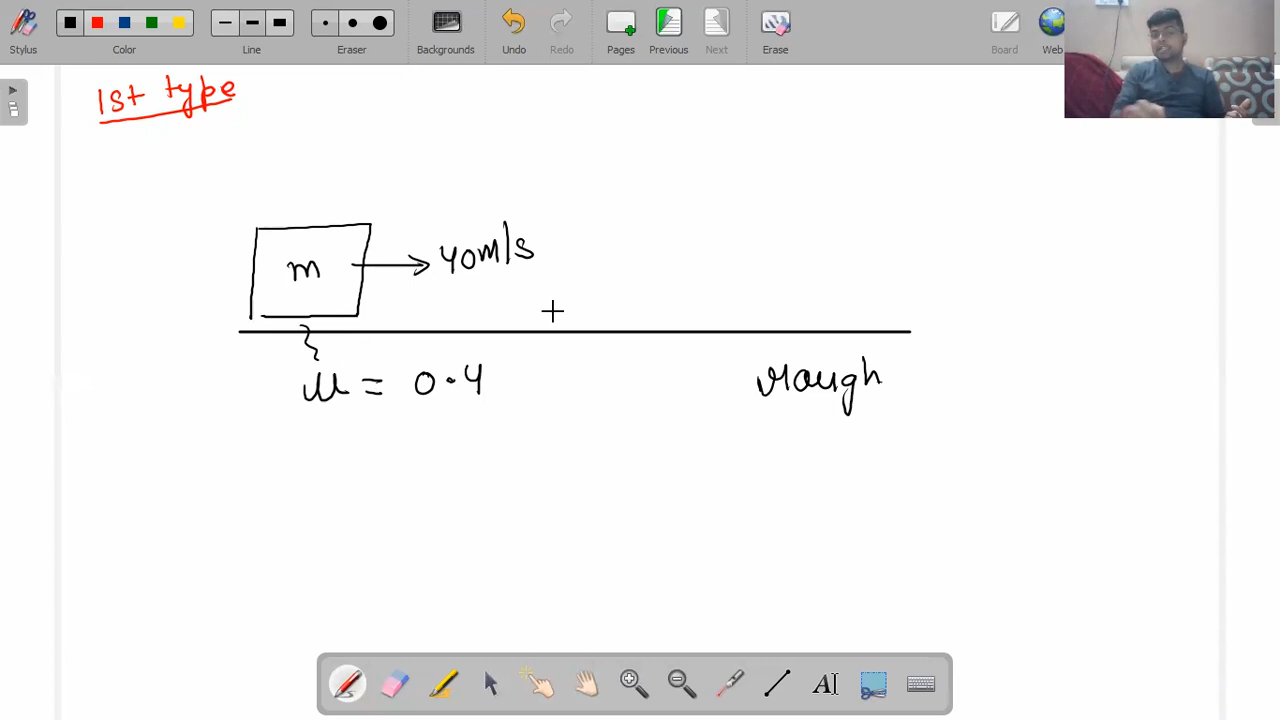 Stylus
Color
Line
Eraser
Backgrounds
Undo
Redo
Pages
Previous
Next
Erase
Board
Web
1st type
m
40m/s
μ = 0.4
rough
A